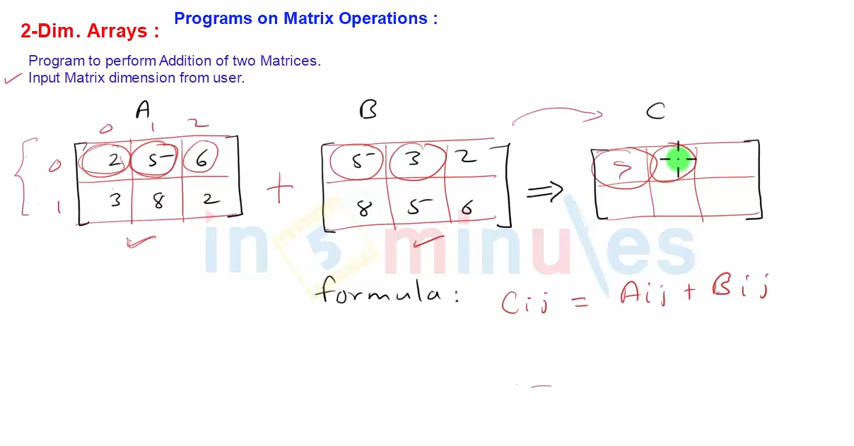 Programs on Matrix Operations :
2-Dim. Arrays :
Program to perform Addition of two Matrices.
Input Matrix dimension from user.
A B C
0 1 2
0 2 5 6 + 5 3 2 ⇒
1 3 8 2 8 5 6
in 5 minutes
formula: Cij = Aij + Bij